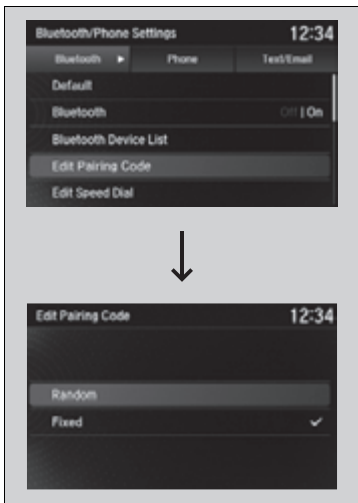 Bluetooth/Phone Settings 12:34
Bluetooth Phone Text/Email
Default
Bluetooth Off | On
Bluetooth Device List
Edit Pairing Code
Edit Speed Dial
Edit Pairing Code 12:34
Random
Fixed